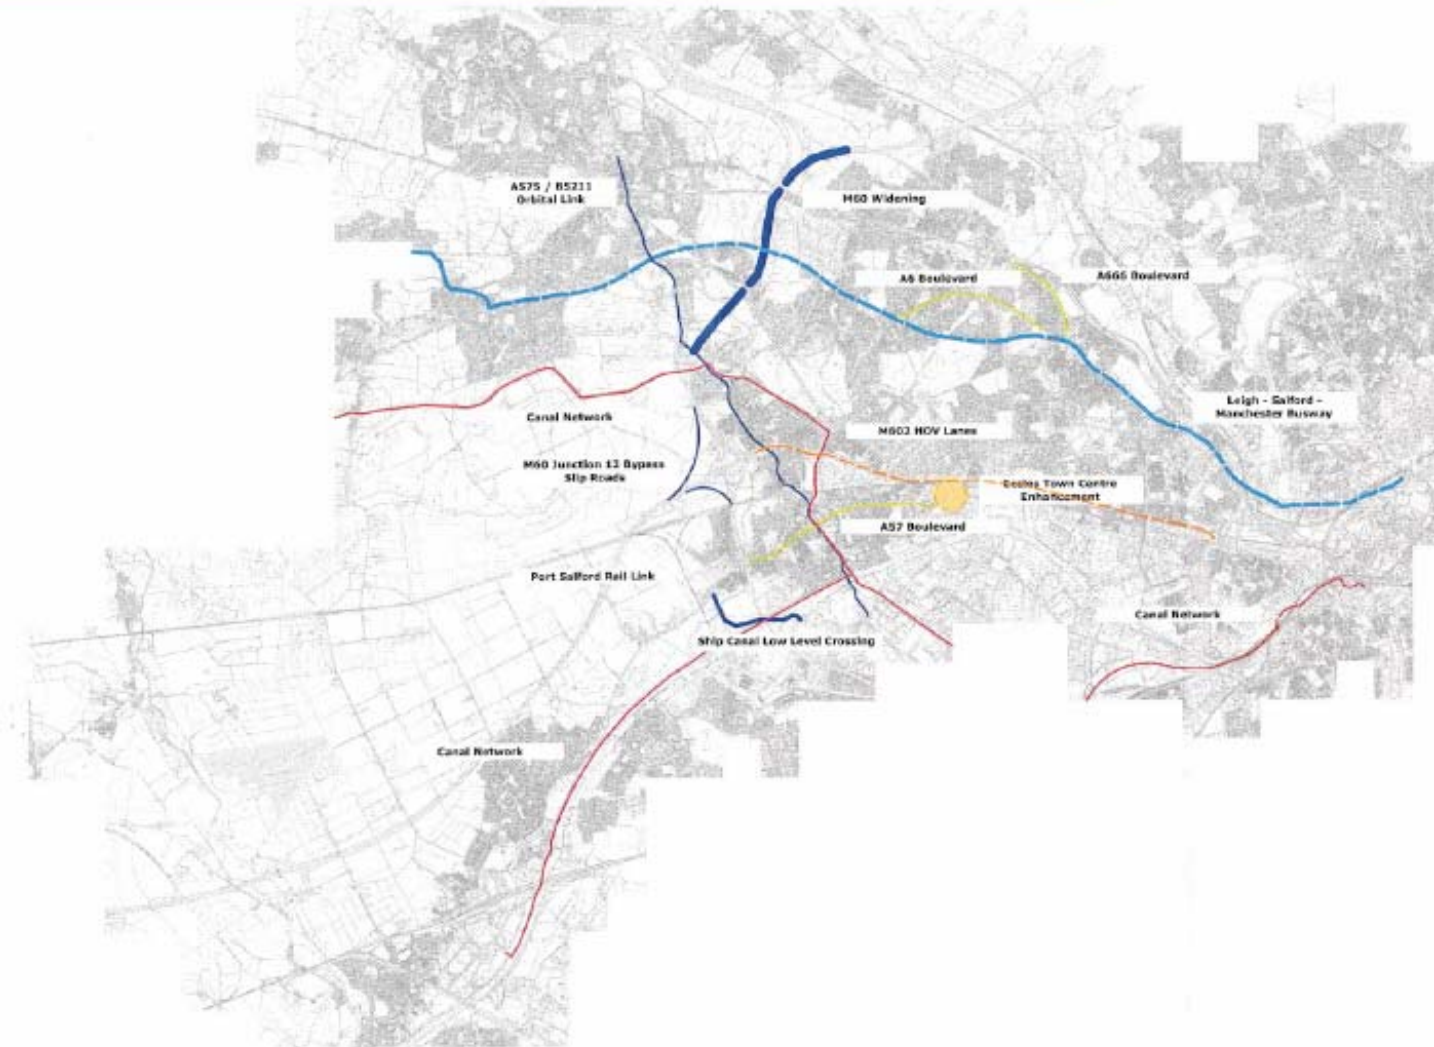 A575 / B5211
Orbital Link
M60 Widening
A6 Boulevard
A666 Boulevard
Leigh - Salford -
Manchester Busway
Canal Network
M602 HOV Lanes
M60 Junction 12 Bypass
Slip Roads
Eccles Town Centre
Enhancement
A57 Boulevard
Port Salford Rail Link
Canal Network
Ship Canal Low Level Crossing
Canal Network